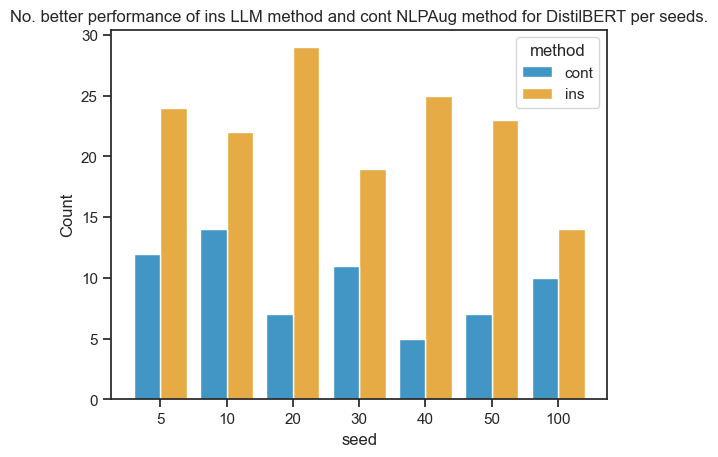 No. better performance of ins LLM method and cont NLPAug method for DistilBERT per seeds.
method
cont
ins
Count
30
25
20
15
10
5
0
5 10 20 30 40 50 100
seed